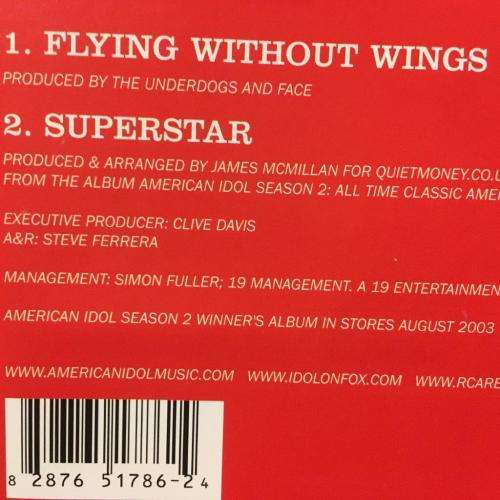 1. FLYING WITHOUT WINGS
PRODUCED BY THE UNDERDOGS AND FACE
2. SUPERSTAR
PRODUCED & ARRANGED BY JAMES MCMILLAN FOR QUIETMONEY.CO.U
FROM THE ALBUM AMERICAN IDOL SEASON 2: ALL TIME CLASSIC AMER
EXECUTIVE PRODUCER: CLIVE DAVIS
A&R: STEVE FERRERA
MANAGEMENT: SIMON FULLER; 19 MANAGEMENT. A 19 ENTERTAINMEN
AMERICAN IDOL SEASON 2 WINNER'S ALBUM IN STORES AUGUST 2003
WWW.AMERICANIDOLMUSIC.COM WWW.IDOLONFOX.COM WWW.RCARE
8 28765 1786-2 4